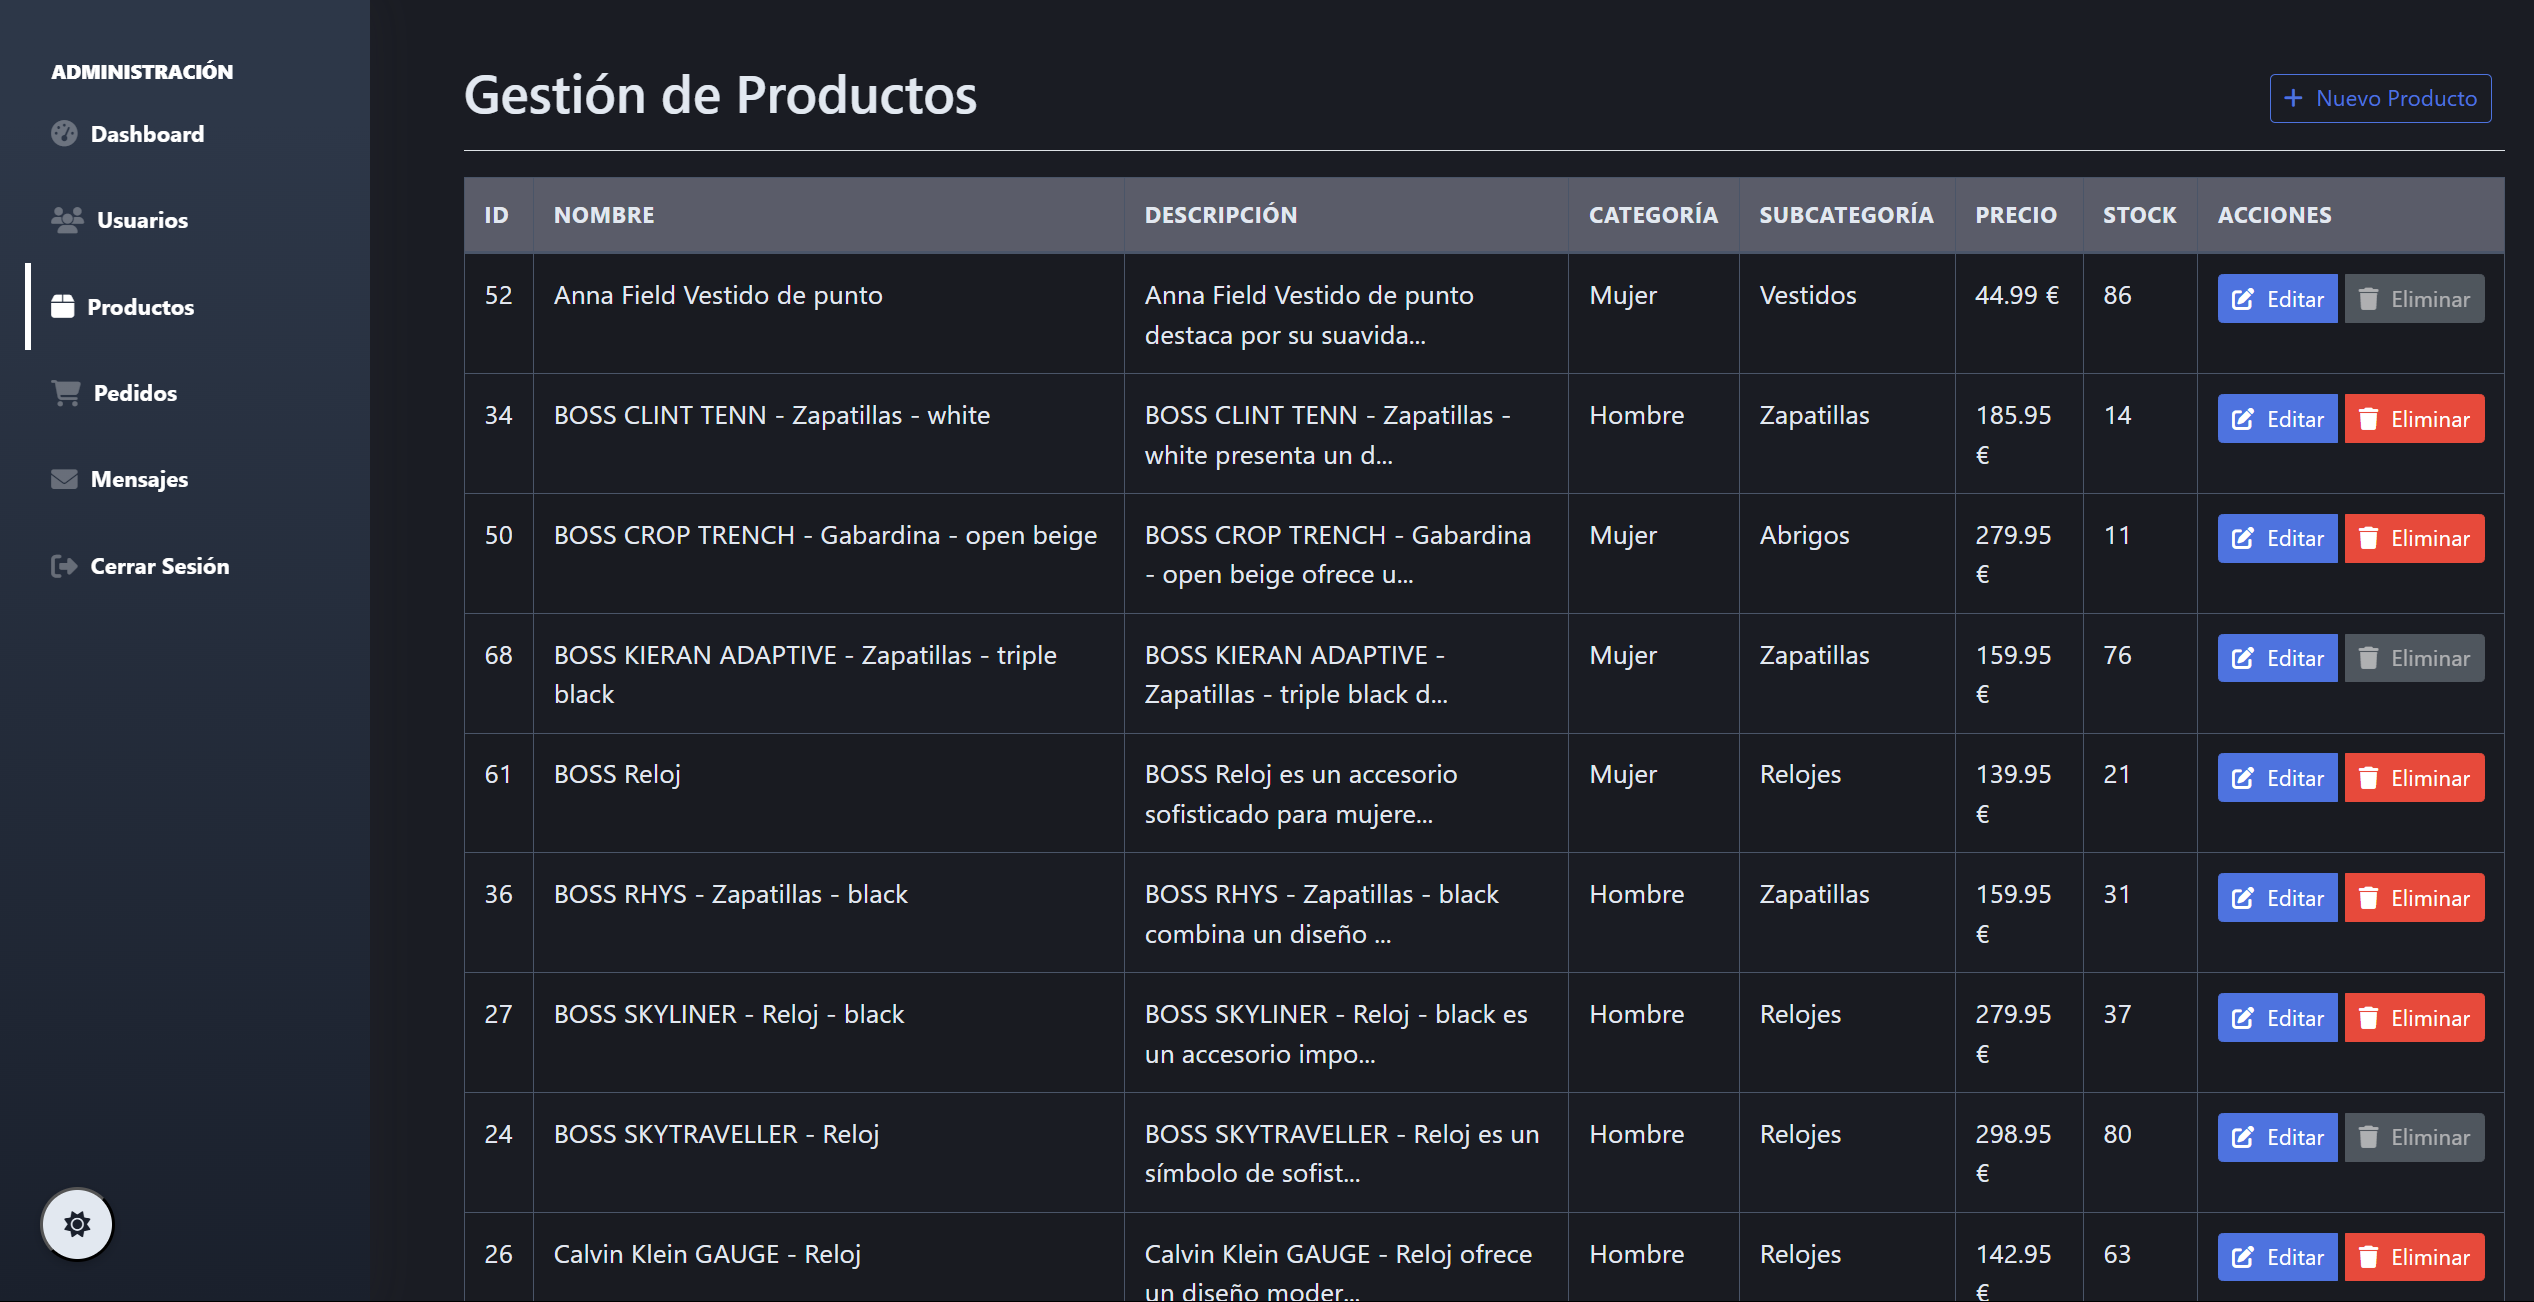 ADMINISTRACIÓN
Dashboard
Usuarios
Productos
Pedidos
Mensajes
Cerrar Sesión
Gestión de Productos
+ Nuevo Producto
ID NOMBRE DESCRIPCIÓN CATEGORÍA SUBCATEGORÍA PRECIO STOCK ACCIONES
52 Anna Field Vestido de punto Anna Field Vestido de punto Mujer Vestidos 44.99 € 86 Editar Eliminar
destaca por su suavida...
34 BOSS CLINT TENN - Zapatillas - white BOSS CLINT TENN - Zapatillas - Hombre Zapatillas 185.95 14 Editar Eliminar
white presenta un d... €
50 BOSS CROP TRENCH - Gabardina - open beige BOSS CROP TRENCH - Gabardina Mujer Abrigos 279.95 11 Editar Eliminar
- open beige ofrece u... €
68 BOSS KIERAN ADAPTIVE - Zapatillas - triple BOSS KIERAN ADAPTIVE - Mujer Zapatillas 159.95 76 Editar Eliminar
black Zapatillas - triple black d... €
61 BOSS Reloj BOSS Reloj es un accesorio Mujer Relojes 139.95 21 Editar Eliminar
sofisticado para mujere... €
36 BOSS RHYS - Zapatillas - black BOSS RHYS - Zapatillas - black Hombre Zapatillas 159.95 31 Editar Eliminar
combina un diseño ... €
27 BOSS SKYLINER - Reloj - black BOSS SKYLINER - Reloj - black es Hombre Relojes 279.95 37 Editar Eliminar
un accesorio impo... €
24 BOSS SKYTRAVELLER - Reloj BOSS SKYTRAVELLER - Reloj es un Hombre Relojes 298.95 80 Editar Eliminar
símbolo de sofist... €
26 Calvin Klein GAUGE - Reloj Calvin Klein GAUGE - Reloj ofrece Hombre Relojes 142.95 63 Editar Eliminar
un diseño moder... €